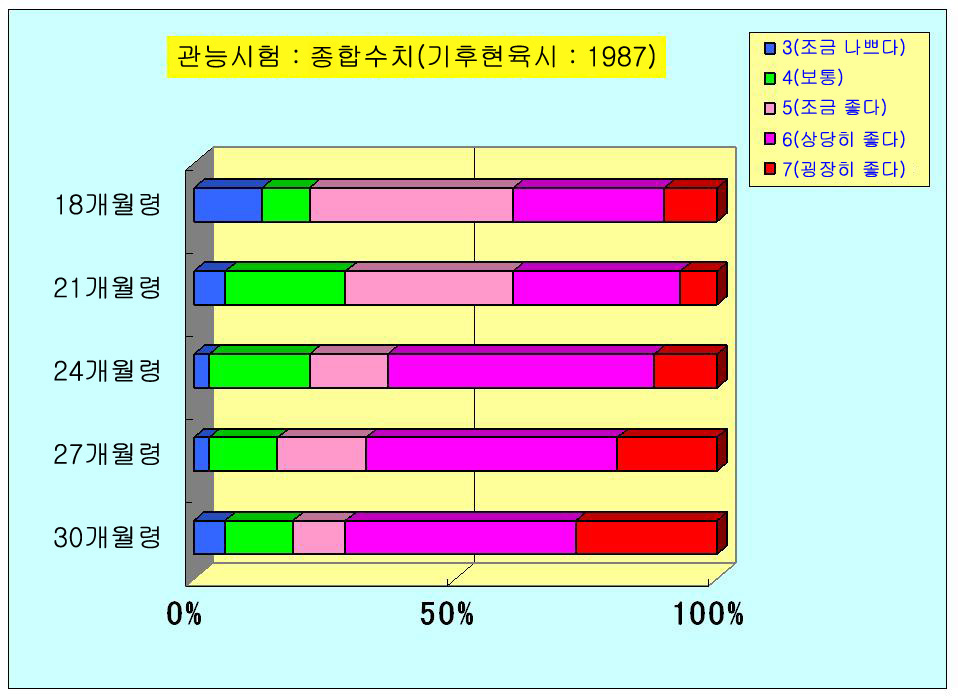 관능시험 : 종합수치(기후현육시 : 1987)
3(조금 나쁘다)
4(보통)
5(조금 좋다)
6(상당히 좋다)
7(굉장히 좋다)
18개월령
21개월령
24개월령
27개월령
30개월령
0% 50% 100%